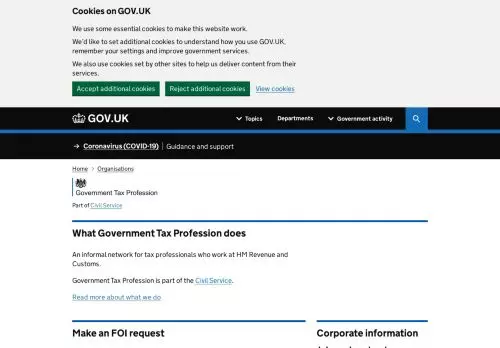 Cookies on GOV.UK
We use some essential cookies to make this website work.
We'd like to set additional cookies to understand how you use GOV.UK,
remember your settings and improve government services.
We also use cookies set by other sites to help us deliver content from their
services.
Accept additional cookies Reject additional cookies View cookies
GOV.UK Topics Departments Government activity
→ Coronavirus (COVID-19) Guidance and support
Home > Organisations
Government Tax Profession
Part of Civil Service
What Government Tax Profession does
An informal network for tax professionals who work at HM Revenue and
Customs.
Government Tax Profession is part of the Civil Service.
Read more about what we do
Make an FOI request Corporate information